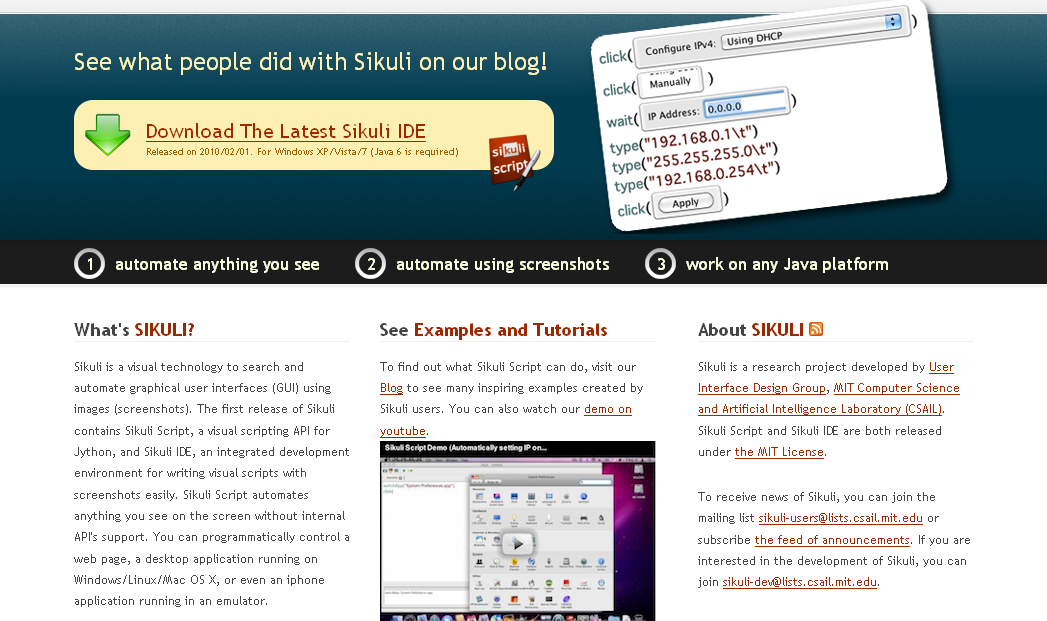 See what people did with Sikuli on our blog!
Download The Latest Sikuli IDE
Released on 2010/02/01. For Windows XP/Vista/7 (Java 6 is required)
sikuli
script
click( Configure IPv4: Using DHCP )
click( Manually )
wait( IP Address: 0.0.0.0 )
type("192.168.0.1\t")
type("255.255.255.0\t")
type("192.168.0.254\t")
click( Apply )
1 automate anything you see
2 automate using screenshots
3 work on any Java platform
What's SIKULI?
Sikuli is a visual technology to search and
automate graphical user interfaces (GUI) using
images (screenshots). The first release of Sikuli
contains Sikuli Script, a visual scripting API for
Jython, and Sikuli IDE, an integrated development
environment for writing visual scripts with
screenshots easily. Sikuli Script automates
anything you see on the screen without internal
API's support. You can programmatically control a
web page, a desktop application running on
Windows/Linux/Mac OS X, or even an iphone
application running in an emulator.
See Examples and Tutorials
To find out what Sikuli Script can do, visit our
Blog to see many inspiring examples created by
Sikuli users. You can also watch our demo on
youtube.
Sikuli Script Demo (Automatically setting IP on...
About SIKULI
Sikuli is a research project developed by User
Interface Design Group, MIT Computer Science
and Artificial Intelligence Laboratory (CSAIL).
Sikuli Script and Sikuli IDE are both released
under the MIT License.
To receive news of Sikuli, you can join the
mailing list sikuli-users@lists.csail.mit.edu or
subscribe the feed of announcements. If you are
interested in the development of Sikuli, you can
join sikuli-dev@lists.csail.mit.edu.